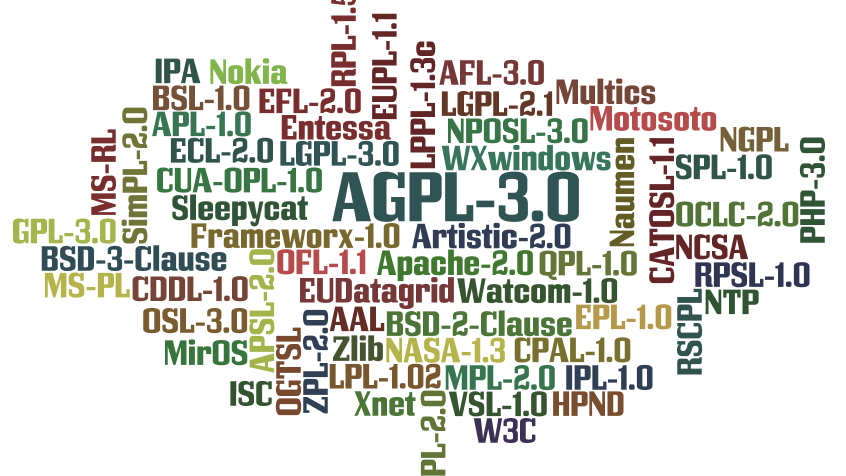 RPL-1.5
EUPL-1.1
LPPL-1.3c
IPA
Nokia
AFL-3.0
BSL-1.0
EFL-2.0
LGPL-2.1
Multics
APL-1.0
Entessa
NPOSL-3.0
Motosoto
NGPL
ECL-2.0
LGPL-3.0
WXwindows
SPL-1.0
PHP-3.0
MS-RL
SimPL-2.0
CUA-OPL-1.0
AGPL-3.0
Naumen
CATOSL-1.1
Sleepycat
OCLC-2.0
GPL-3.0
Frameworx-1.0
Artistic-2.0
NCSA
BSD-3-Clause
OFL-1.1
Apache-2.0
QPL-1.0
RPSL-1.0
MS-PL
CDDL-1.0
APSL-2.0
EUDatagrid
Watcom-1.0
NTP
OSL-3.0
AAL
BSD-2-Clause
EPL-1.0
RSCPL
MirOS
OGTSL
ZPL-2.0
Zlib
NASA-1.3
CPAL-1.0
LPL-1.02
MPL-2.0
IPL-1.0
ISC
Xnet
VSL-1.0
HPND
PL-2.0
W3C